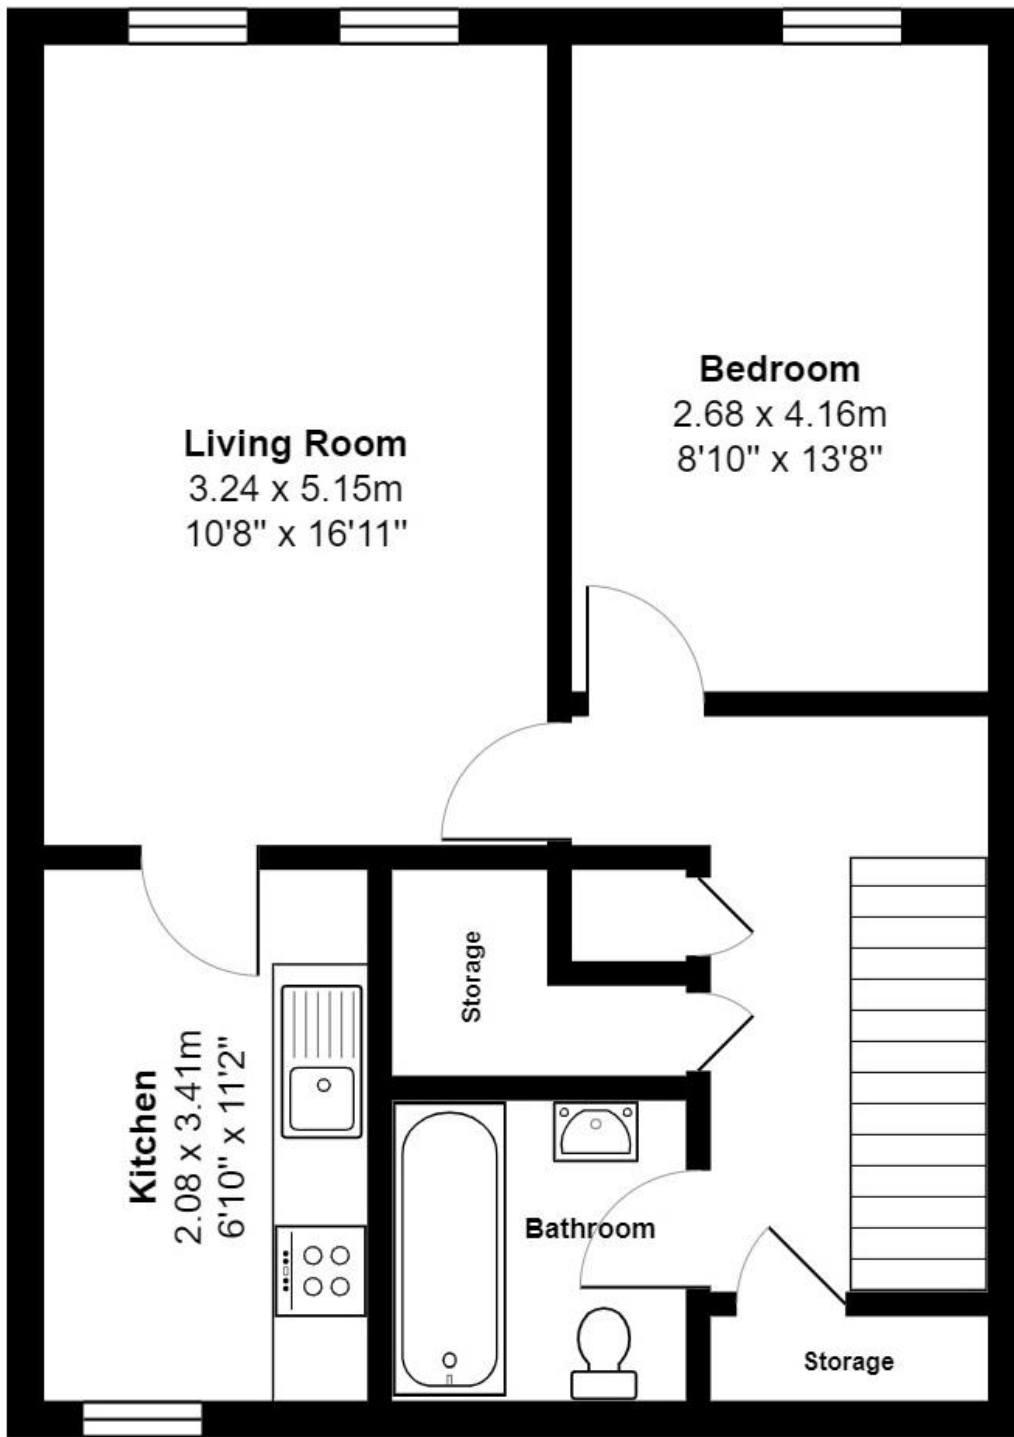 Living Room
3.24 x 5.15m
10'8" x 16'11"
Bedroom
2.68 x 4.16m
8'10" x 13'8"
Kitchen
2.08 x 3.41m
6'10" x 11'2"
Storage
Bathroom
Storage